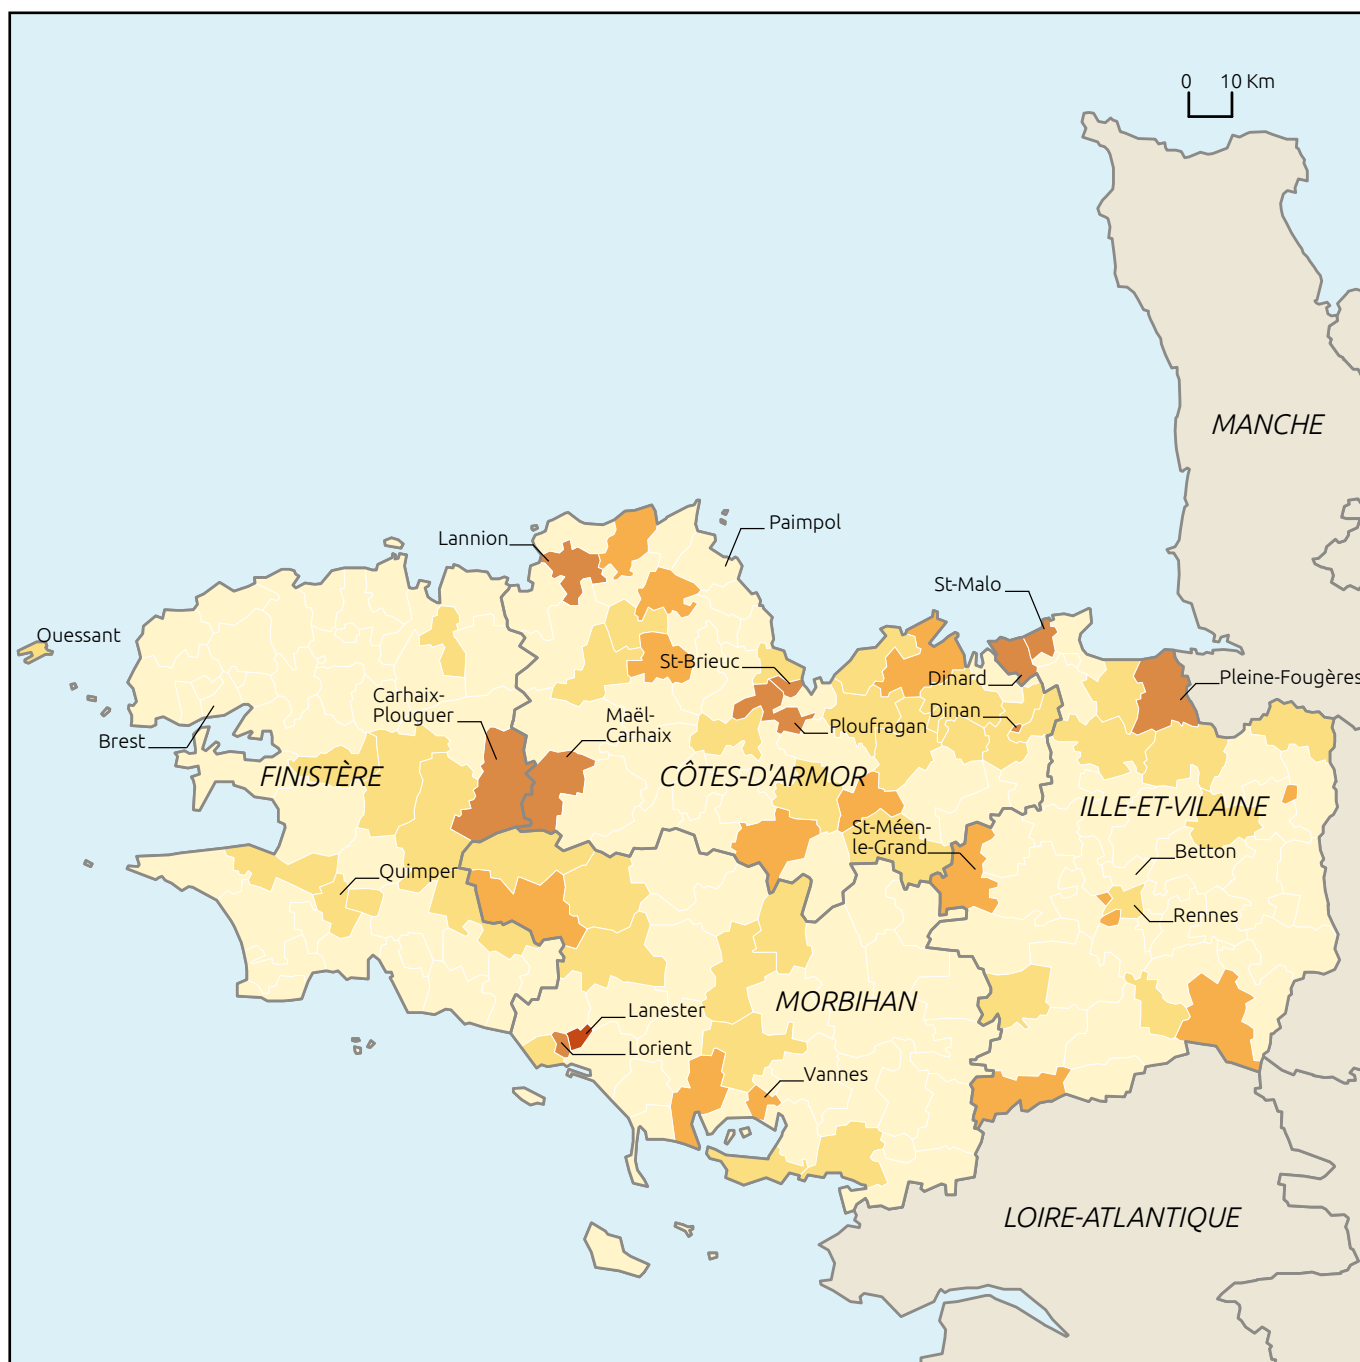 0 10 Km
MANCHE
Paimpol
Lannion
St-Malo
Ouessant
St-Brieuc
Dinard
Pleine-Fougères
Carhaix-
Plouguer
Maël-
Carhaix
Dinan
Ploufragan
Brest
FINISTÈRE
CÔTES-D'ARMOR
ILLE-ET-VILAINE
St-Méen-
le-Grand
Betton
Quimper
Rennes
MORBIHAN
Lanester
Lorient
Vannes
LOIRE-ATLANTIQUE